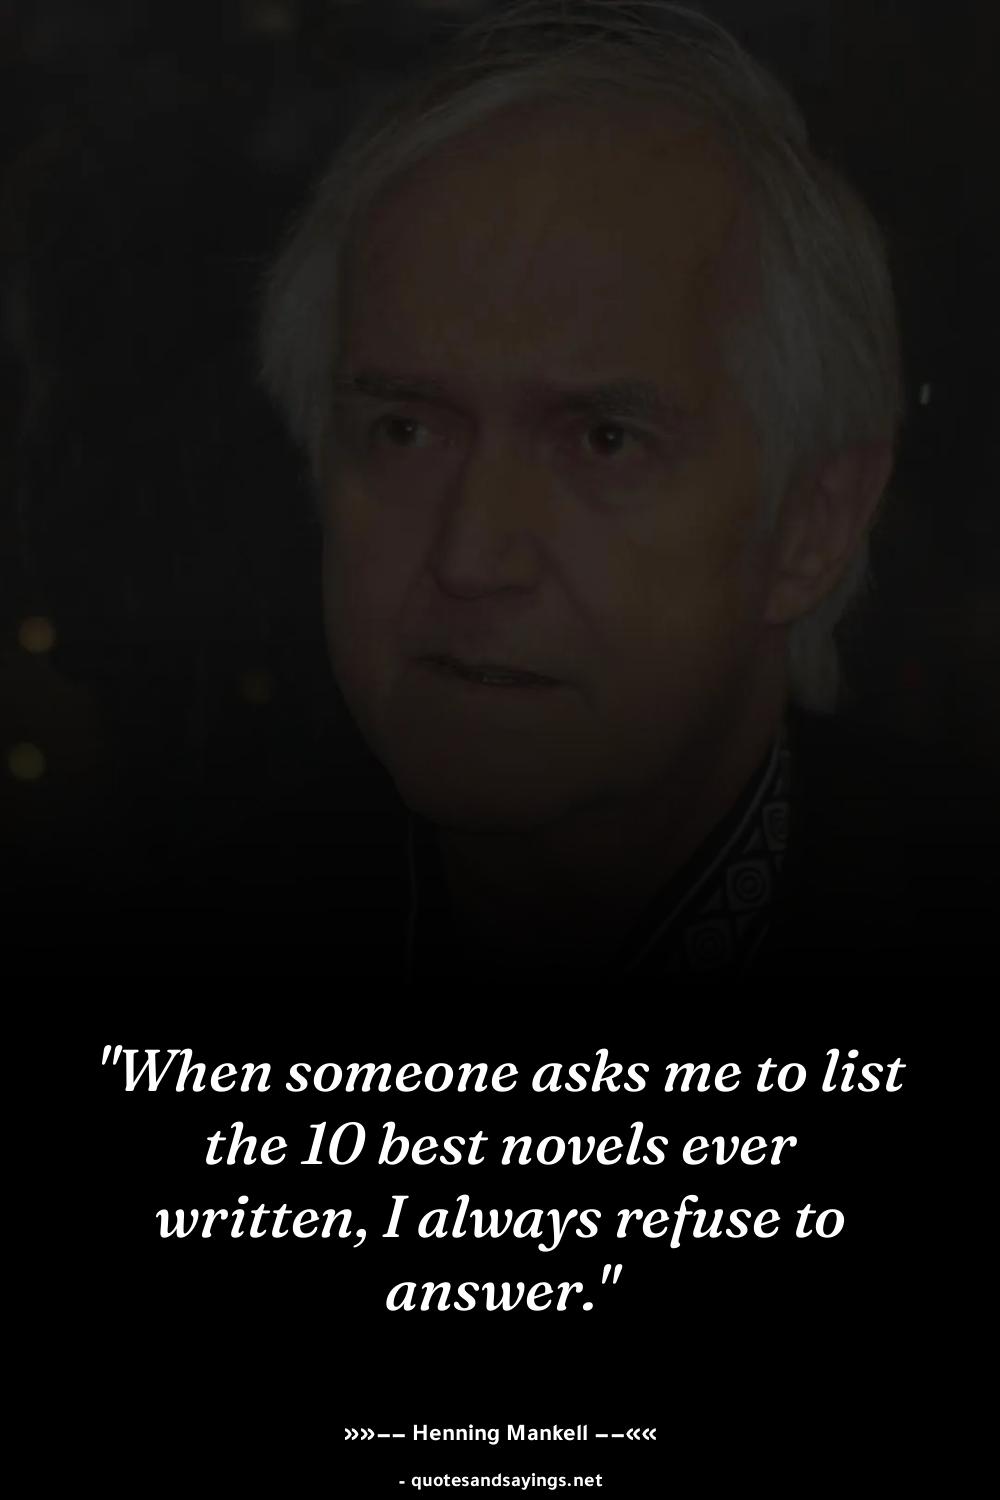 "When someone asks me to list
the 10 best novels ever
written, I always refuse to
answer."
»»–– Henning Mankell ––««
- quotesandsayings.net